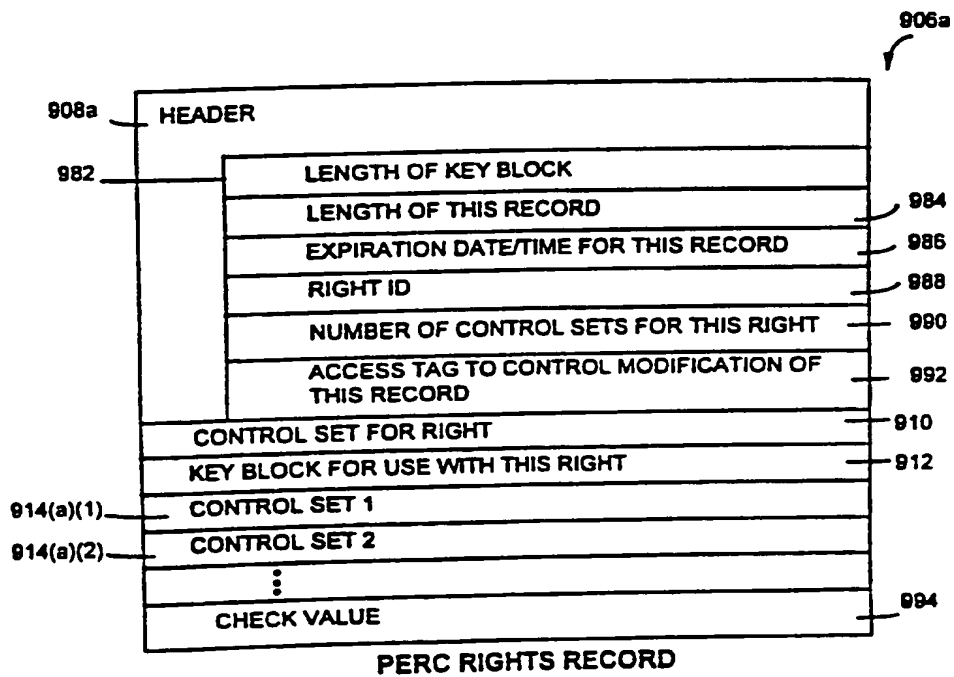 906a
908a
HEADER
982
LENGTH OF KEY BLOCK
LENGTH OF THIS RECORD
984
EXPIRATION DATE/TIME FOR THIS RECORD
986
RIGHT ID
988
NUMBER OF CONTROL SETS FOR THIS RIGHT
990
ACCESS TAG TO CONTROL MODIFICATION OF
THIS RECORD
992
CONTROL SET FOR RIGHT
910
KEY BLOCK FOR USE WITH THIS RIGHT
912
914(a)(1)
CONTROL SET 1
914(a)(2)
CONTROL SET 2
CHECK VALUE
994
PERC RIGHTS RECORD